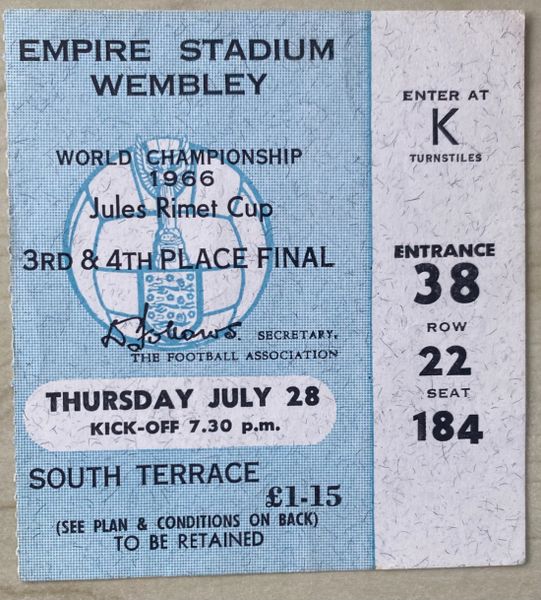 EMPIRE STADIUM
WEMBLEY
WORLD CHAMPIONSHIP
1966
Jules Rimet Cup
3RD & 4TH PLACE FINAL
D Follows. SECRETARY,
THE FOOTBALL ASSOCIATION
THURSDAY JULY 28
KICK-OFF 7.30 p.m.
SOUTH TERRACE
£1-15
(SEE PLAN & CONDITIONS ON BACK)
TO BE RETAINED
ENTER AT
K
TURNSTILES
ENTRANCE
38
ROW
22
SEAT
184